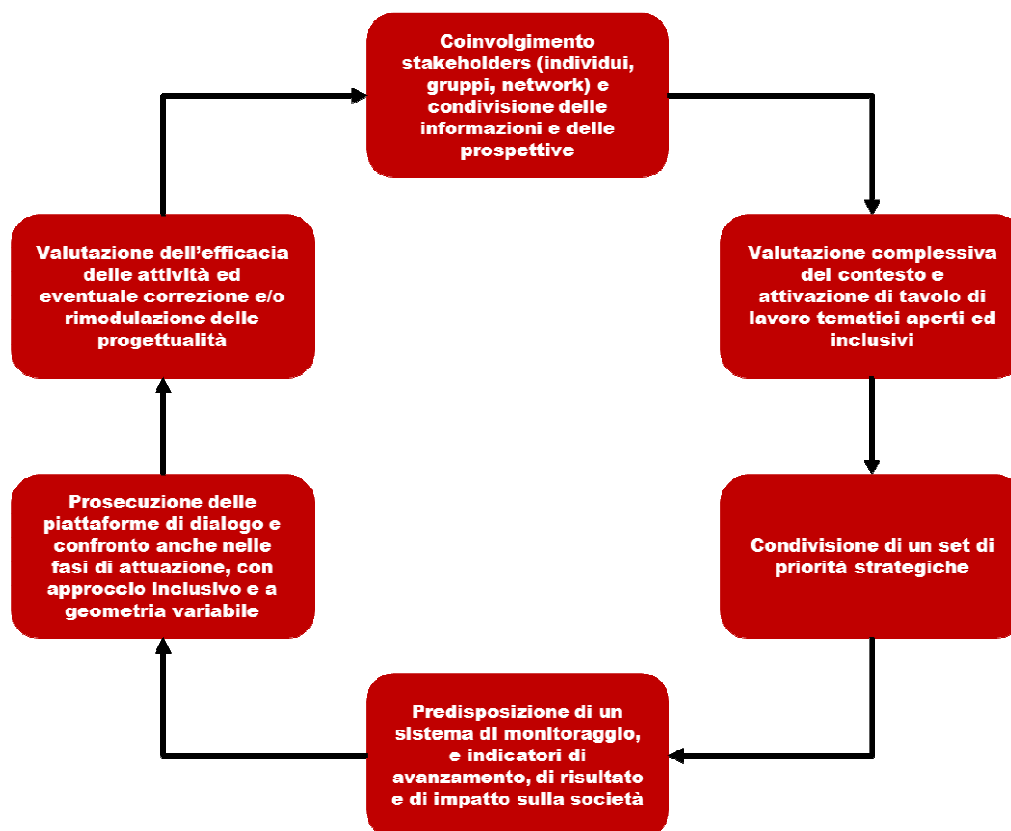 Coinvolgimento
stakeholders (individui,
gruppi, network) e
condivisione delle
informazioni e delle
prospettive
Valutazione complessiva
del contesto e
attivazione di tavolo di
lavoro tematici aperti ed
inclusivi
Condivisione di un set di
priorità strategiche
Predisposizione di un
sistema di monitoraggio,
e indicatori di
avanzamento, di risultato
e di impatto sulla società
Prosecuzione delle
piattaforme di dialogo e
confronto anche nelle
fasi di attuazione, con
approccio inclusivo e a
geometria variabile
Valutazione dell'efficacia
delle attività ed
eventuale correzione e/o
rimodulazione delle
progettualità